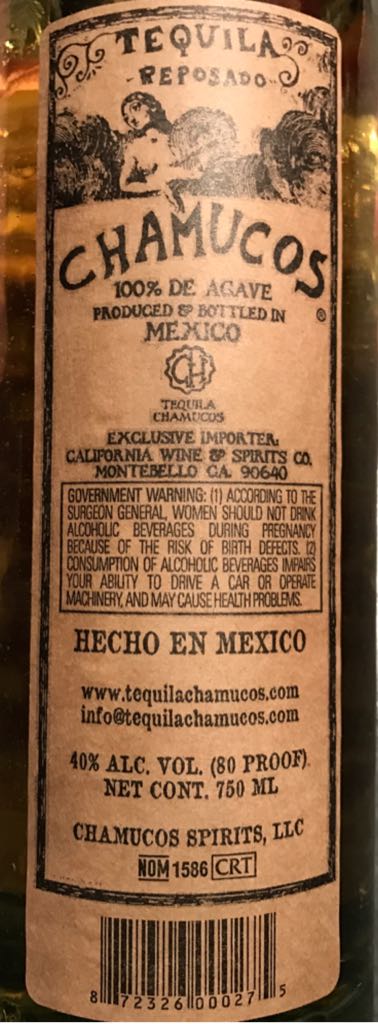 TEQUILA
-REPOSADO-
CHAMUCOS
100% DE AGAVE
PRODUCED & BOTTLED IN ®
MEXICO
CH
TEQUILA
CHAMUCOS
EXCLUSIVE IMPORTER:
CALIFORNIA WINE & SPIRITS CO.
MONTEBELLO CA. 90640
GOVERNMENT WARNING: (1) ACCORDING TO THE
SURGEON GENERAL, WOMEN SHOULD NOT DRINK
ALCOHOLIC BEVERAGES DURING PREGNANCY
BECAUSE OF THE RISK OF BIRTH DEFECTS. (2)
CONSUMPTION OF ALCOHOLIC BEVERAGES IMPAIRS
YOUR ABILITY TO DRIVE A CAR OR OPERATE
MACHINERY, AND MAY CAUSE HEALTH PROBLEMS.
HECHO EN MEXICO
www.tequilachamucos.com
info@tequilachamucos.com
40% ALC. VOL. (80 PROOF)
NET CONT. 750 ML
CHAMUCOS SPIRITS, LLC
NOM 1586 CRT
8 72326 00027 5